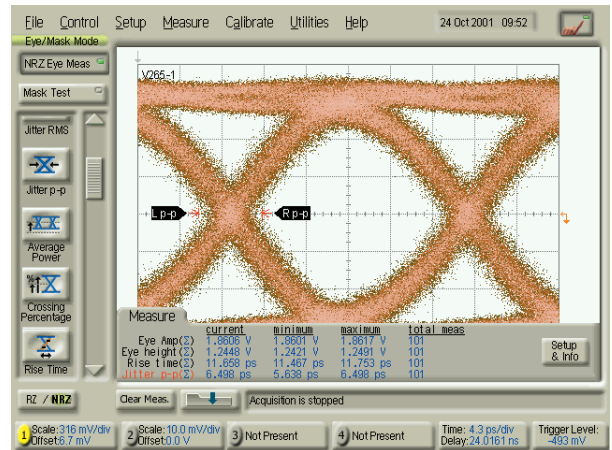 File Control Setup Measure Calibrate Utilities Help 24 Oct 2001 09:52
Eye/Mask Mode
NRZ Eye Meas
Mask Test
Jitter RMS
Jitter p-p
Average
Power
Crossing
Percentage
Rise Time
V265-1
L p-p R p-p
Measure
current minimum maximum total meas
Eye Amp(Σ) 1.8606 V 1.8601 V 1.8617 V 101
Eye height(Σ) 1.2448 V 1.2421 V 1.2491 V 101
Rise time(Σ) 11.658 ps 11.467 ps 11.753 ps 101
Jitter p-p(Σ) 6.498 ps 5.638 ps 6.498 ps 101
Setup
& Info
RZ / NRZ Clear Meas. Acquisition is stopped
1 Scale:316 mV/div
Offset:6.7 mV
2 Scale:10.0 mV/div
Offset:0.0 V
3 Not Present
4 Not Present
Time: 4.3 ps/div
Delay:24.0161 ns
Trigger Level:
-493 mV